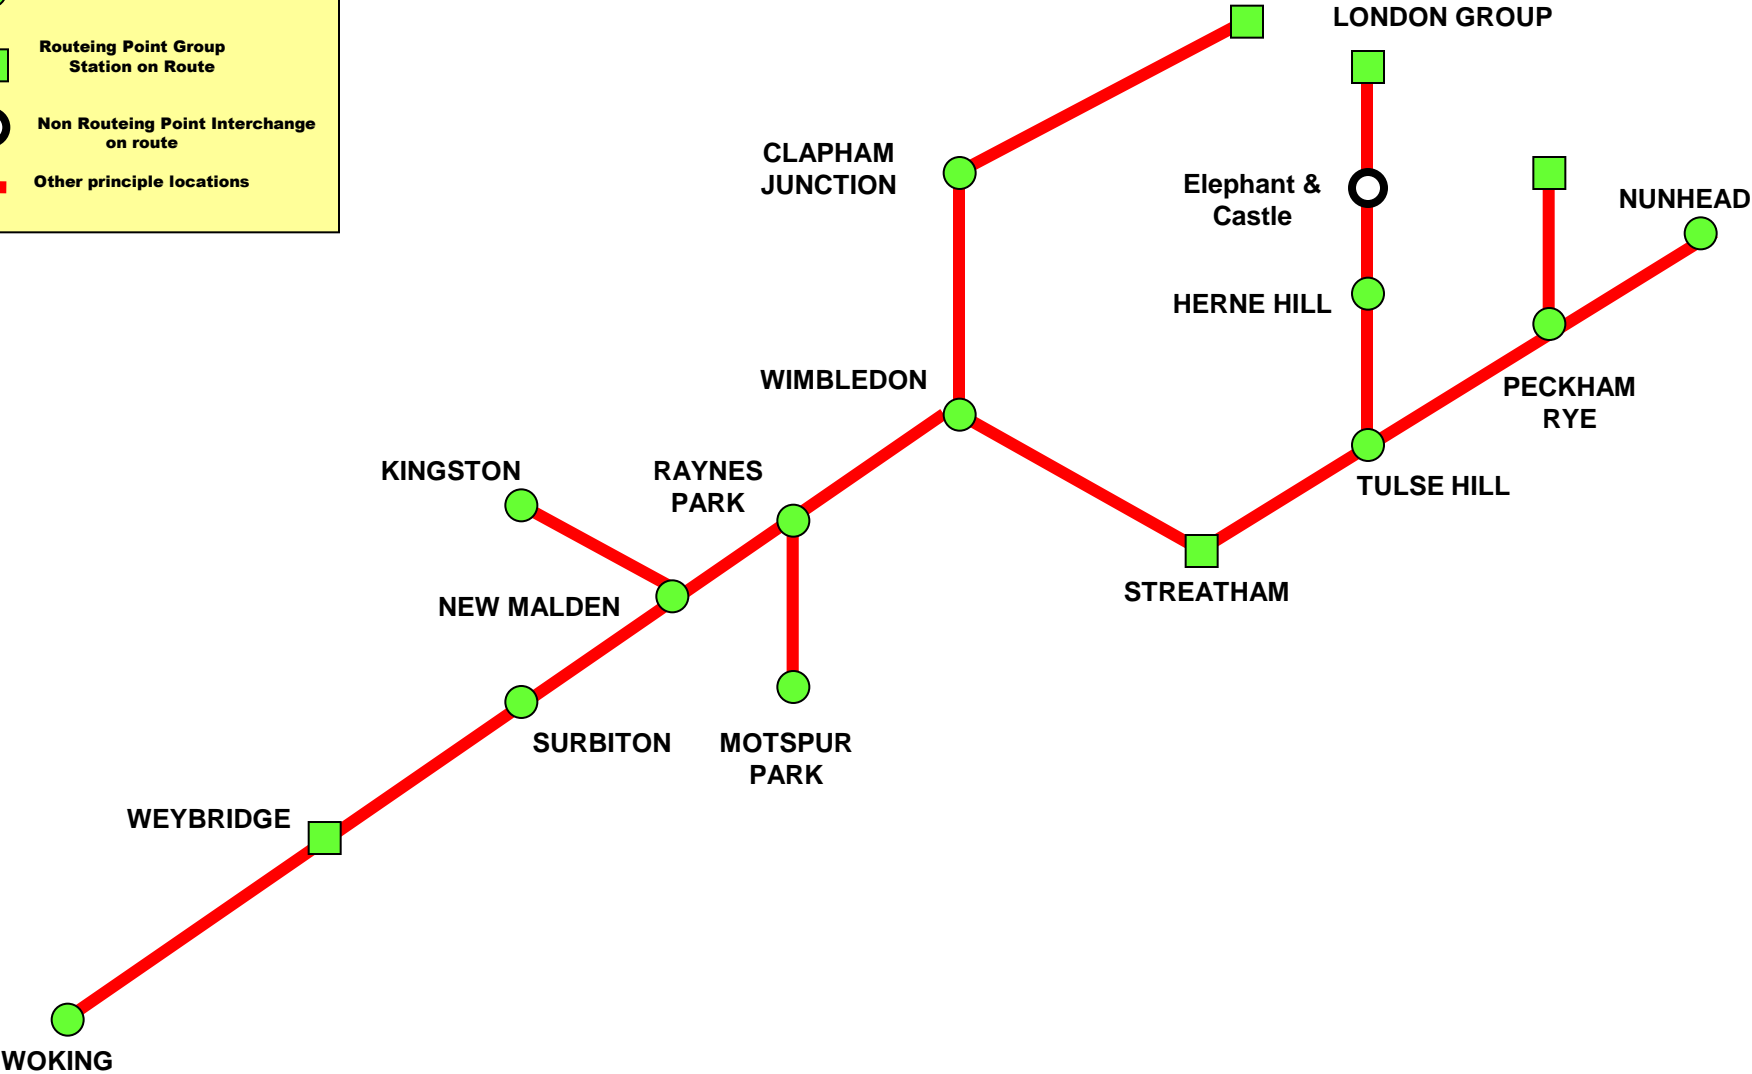 LONDON GROUP
Routeing Point Group
Station on Route
Non Routeing Point Interchange
on route
Other principle locations
CLAPHAM
JUNCTION
Elephant &
Castle
NUNHEAD
HERNE HILL
WIMBLEDON
PECKHAM
RYE
KINGSTON
RAYNES
PARK
TULSE HILL
STREATHAM
NEW MALDEN
SURBITON
MOTSPUR
PARK
WEYBRIDGE
WOKING